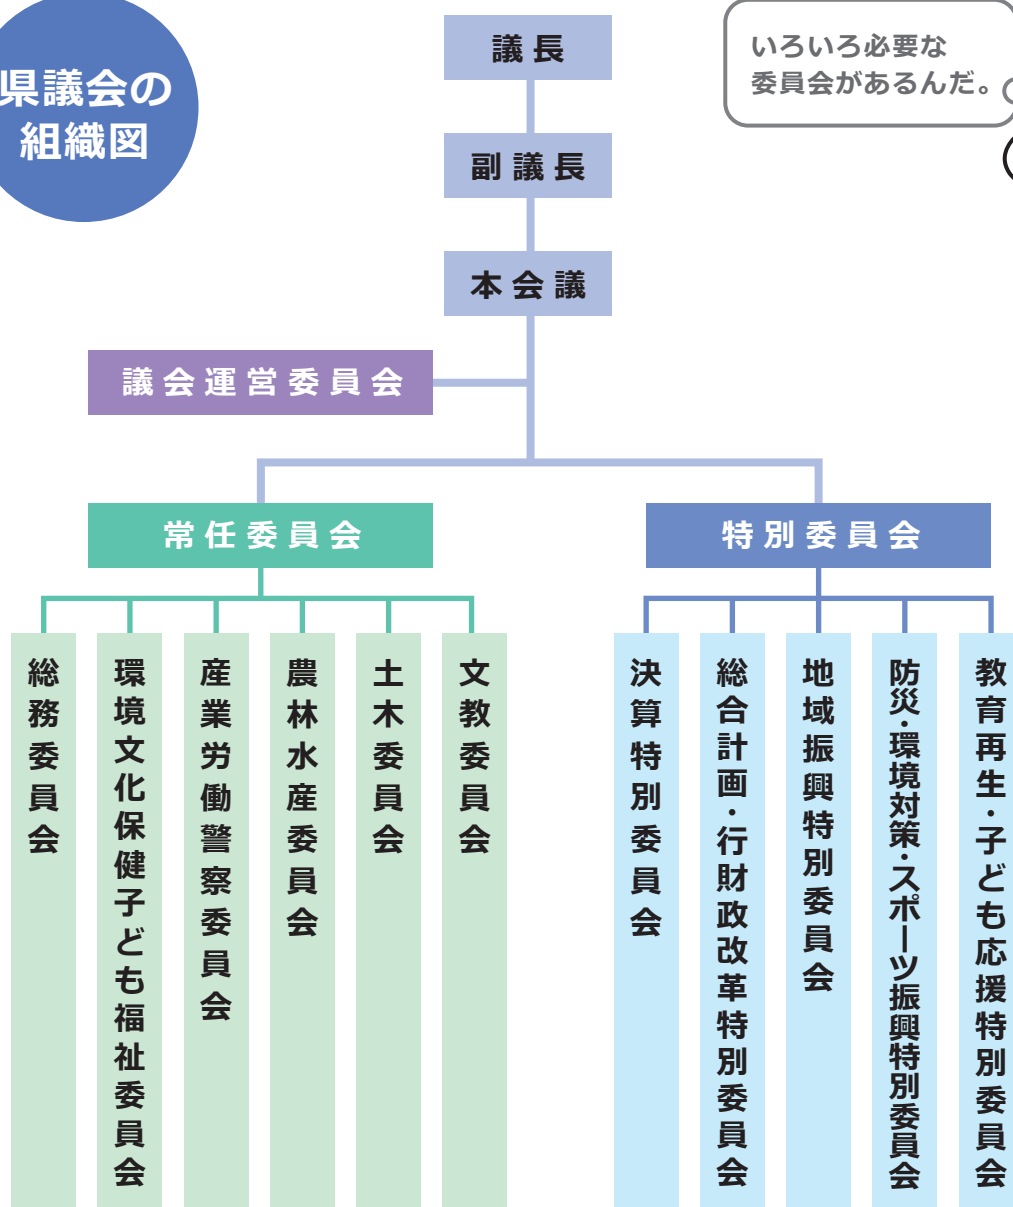 県議会の
組織図
議長
副議長
本会議
いろいろ必要な
委員会があるんだ。
議会運営委員会
常任委員会
特別委員会
総務委員会
環境文化保健子ども福祉委員会
産業労働警察委員会
農林水産委員会
土木委員会
文教委員会
決算特別委員会
総合計画・行財政改革特別委員会
地域振興特別委員会
防災・環境対策・スポーツ振興特別委員会
教育再生・子ども応援特別委員会